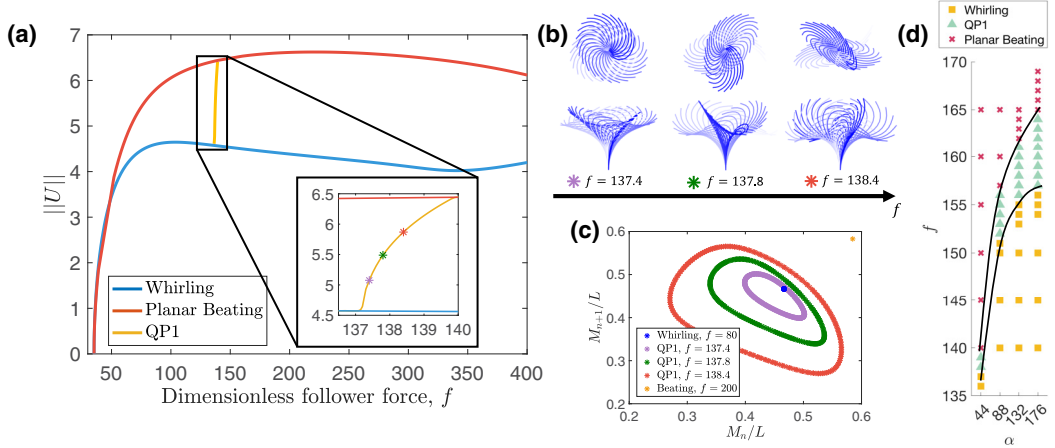 (a)
7
6
5
4
3
2
1
0
||U||
50 100 150 200 250 300 350 400
Dimensionless follower force, f
Whirling
Planar Beating
QP1
6.5
6
5.5
5
4.5
137 138 139 140
(b)
f = 137.4
f = 137.8
f = 138.4
f
(c)
0.6
0.5
0.4
0.3
0.2
M_{n+1}/L
Whirling, f = 80
QP1, f = 137.4
QP1, f = 137.8
QP1, f = 138.4
Beating, f = 200
0.2 0.3 0.4 0.5 0.6
M_n/L
Whirling
QP1
Planar Beating
(d)
170
165
160
155
150
145
140
135
f
44 88 132 176
α